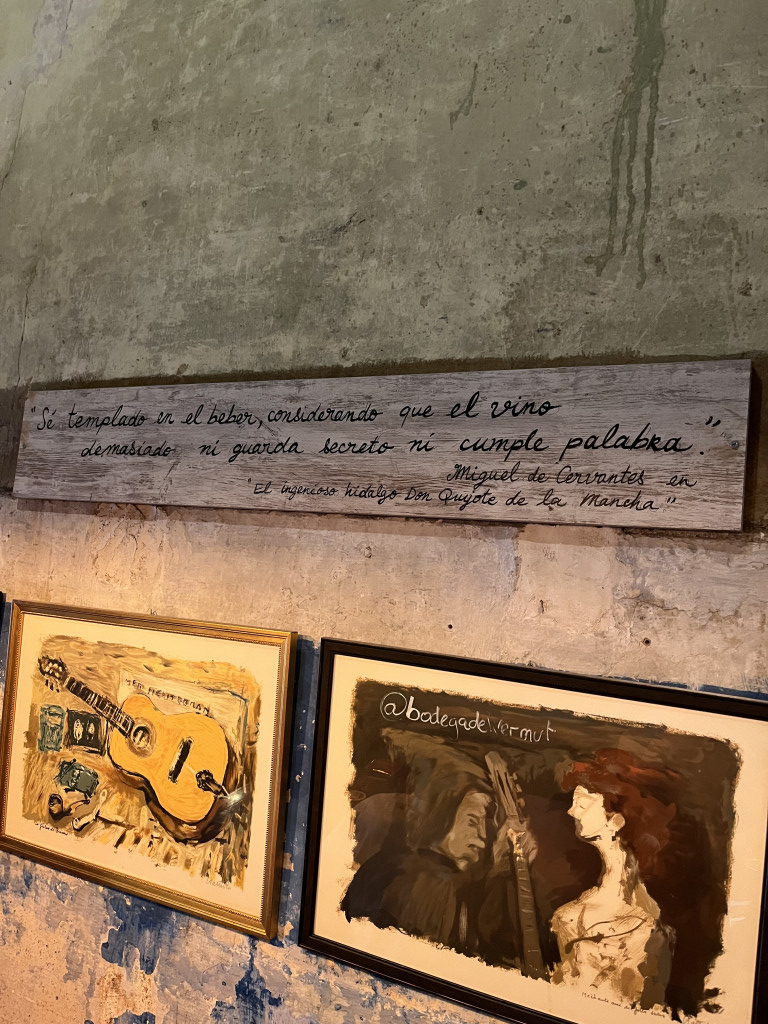 "Sé templado en el beber, considerando que el vino
demasiado ni guarda secreto ni cumple palabra."
Miguel de Cervantes en
"El ingenioso hidalgo Don Quijote de la Mancha"
@bodegadelvermut